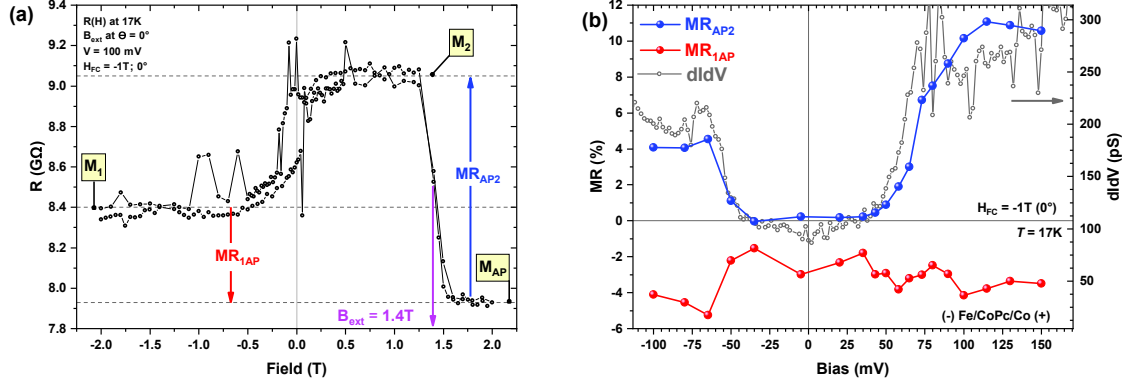 (a)
R(H) at 17K
B_ext at Θ = 0°
V = 100 mV
H_FC = -1T; 0°
M_2
M_1
MR_1AP
MR_AP2
M_AP
B_ext = 1.4T
R (GΩ)
9.4
9.2
9.0
8.8
8.6
8.4
8.2
8.0
7.8
-2.0 -1.5 -1.0 -0.5 0.0 0.5 1.0 1.5 2.0
Field (T)
(b)
MR_AP2
MR_1AP
dIdV
MR (%)
12
10
8
6
4
2
0
-2
-4
-6
dIdV (pS)
300
250
200
150
100
50
H_FC = -1T (0°)
T = 17K
(-) Fe/CoPc/Co (+)
-100 -75 -50 -25 0 25 50 75 100 125 150
Bias (mV)